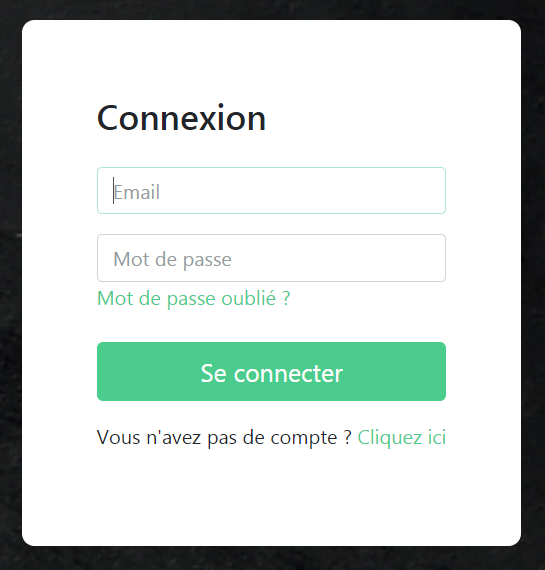 Connexion
Email
Mot de passe
Mot de passe oublié ?
Se connecter
Vous n'avez pas de compte ? Cliquez ici